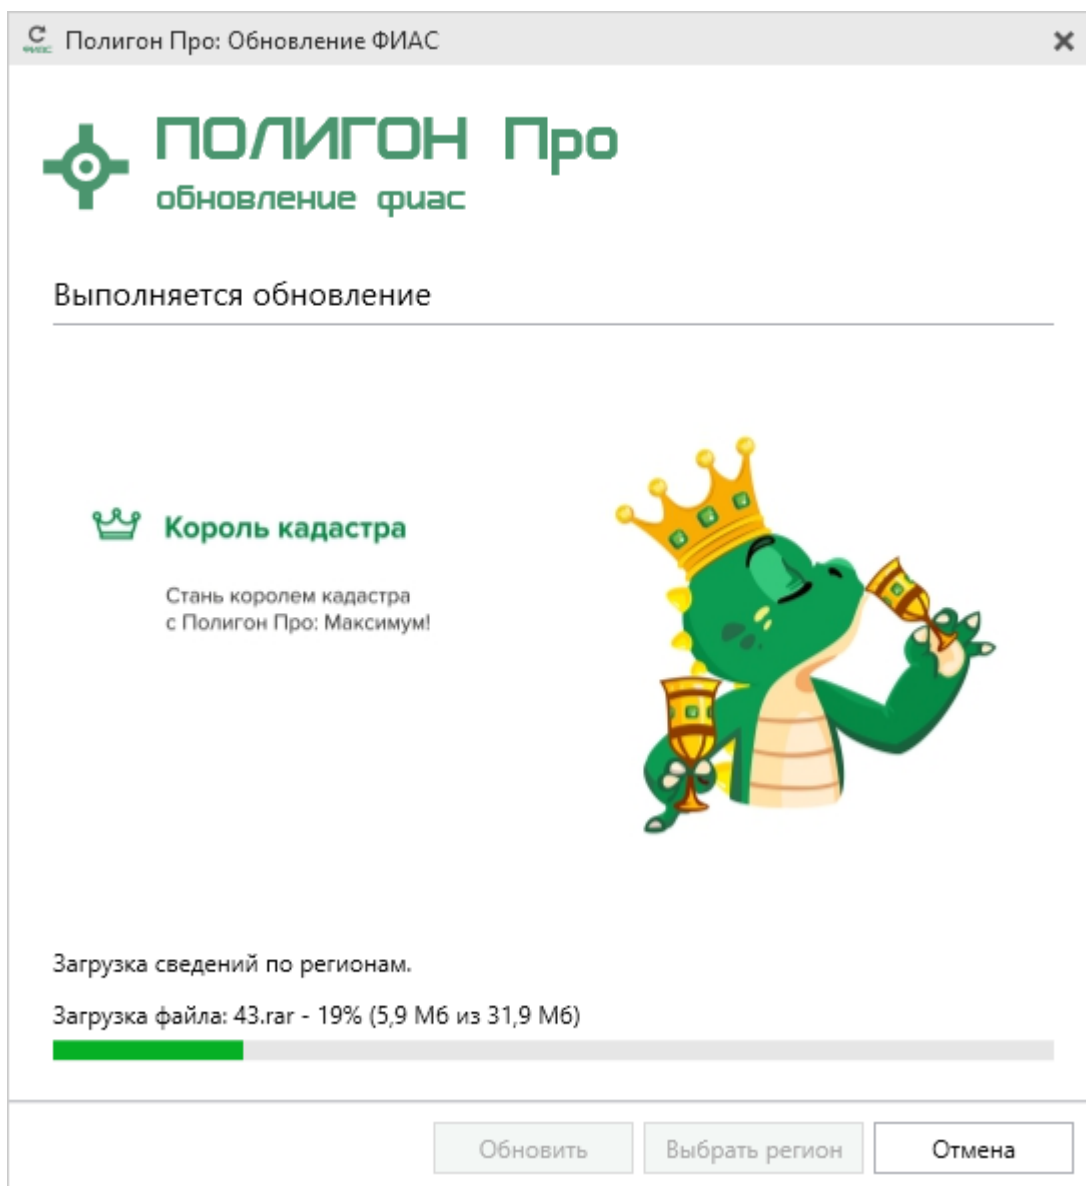 Полигон Про: Обновление ФИАС
ФИАС
ПОЛИГОН Про
обновление фиас
Выполняется обновление
Король кадастра
Стань королем кадастра
с Полигон Про: Максимум!
Загрузка сведений по регионам.
Загрузка файла: 43.rar - 19% (5,9 Мб из 31,9 Мб)
Обновить
Выбрать регион
Отмена